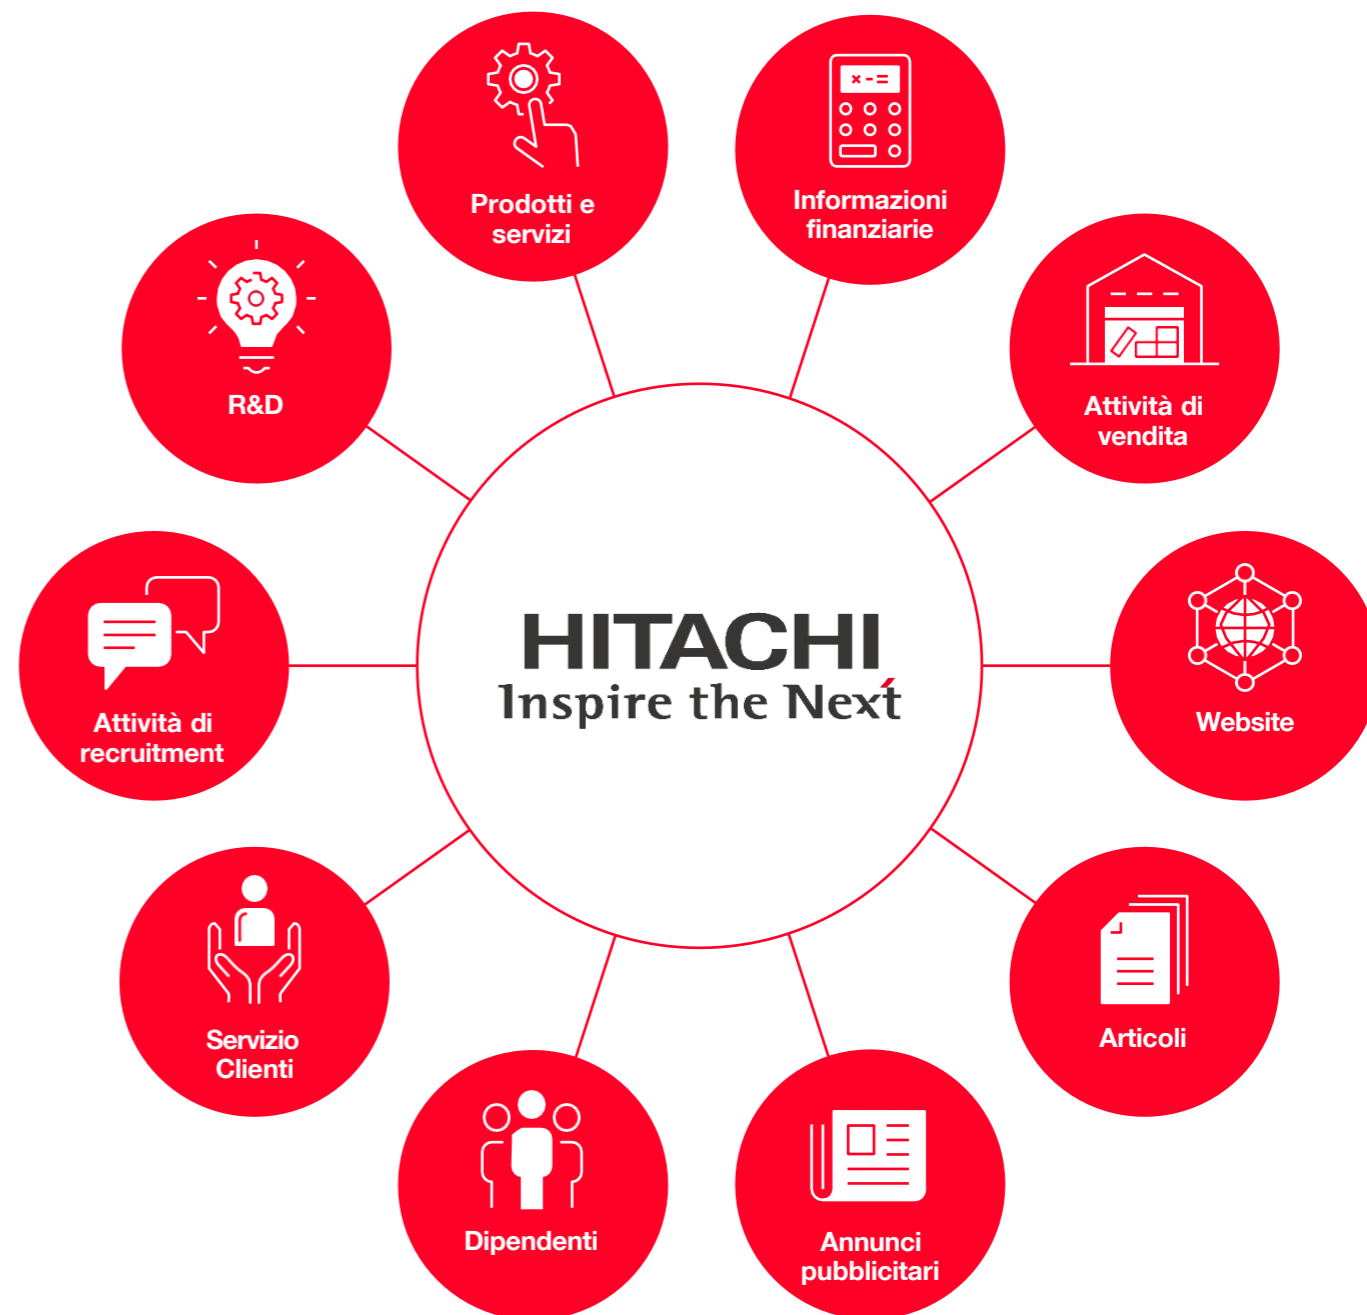 Prodotti e
servizi
Informazioni
finanziarie
× - =
R&D
Attività di
vendita
HITACHI
Inspire the Next
Attività di
recruitment
Website
Servizio
Clienti
Articoli
Dipendenti
Annunci
pubblicitari